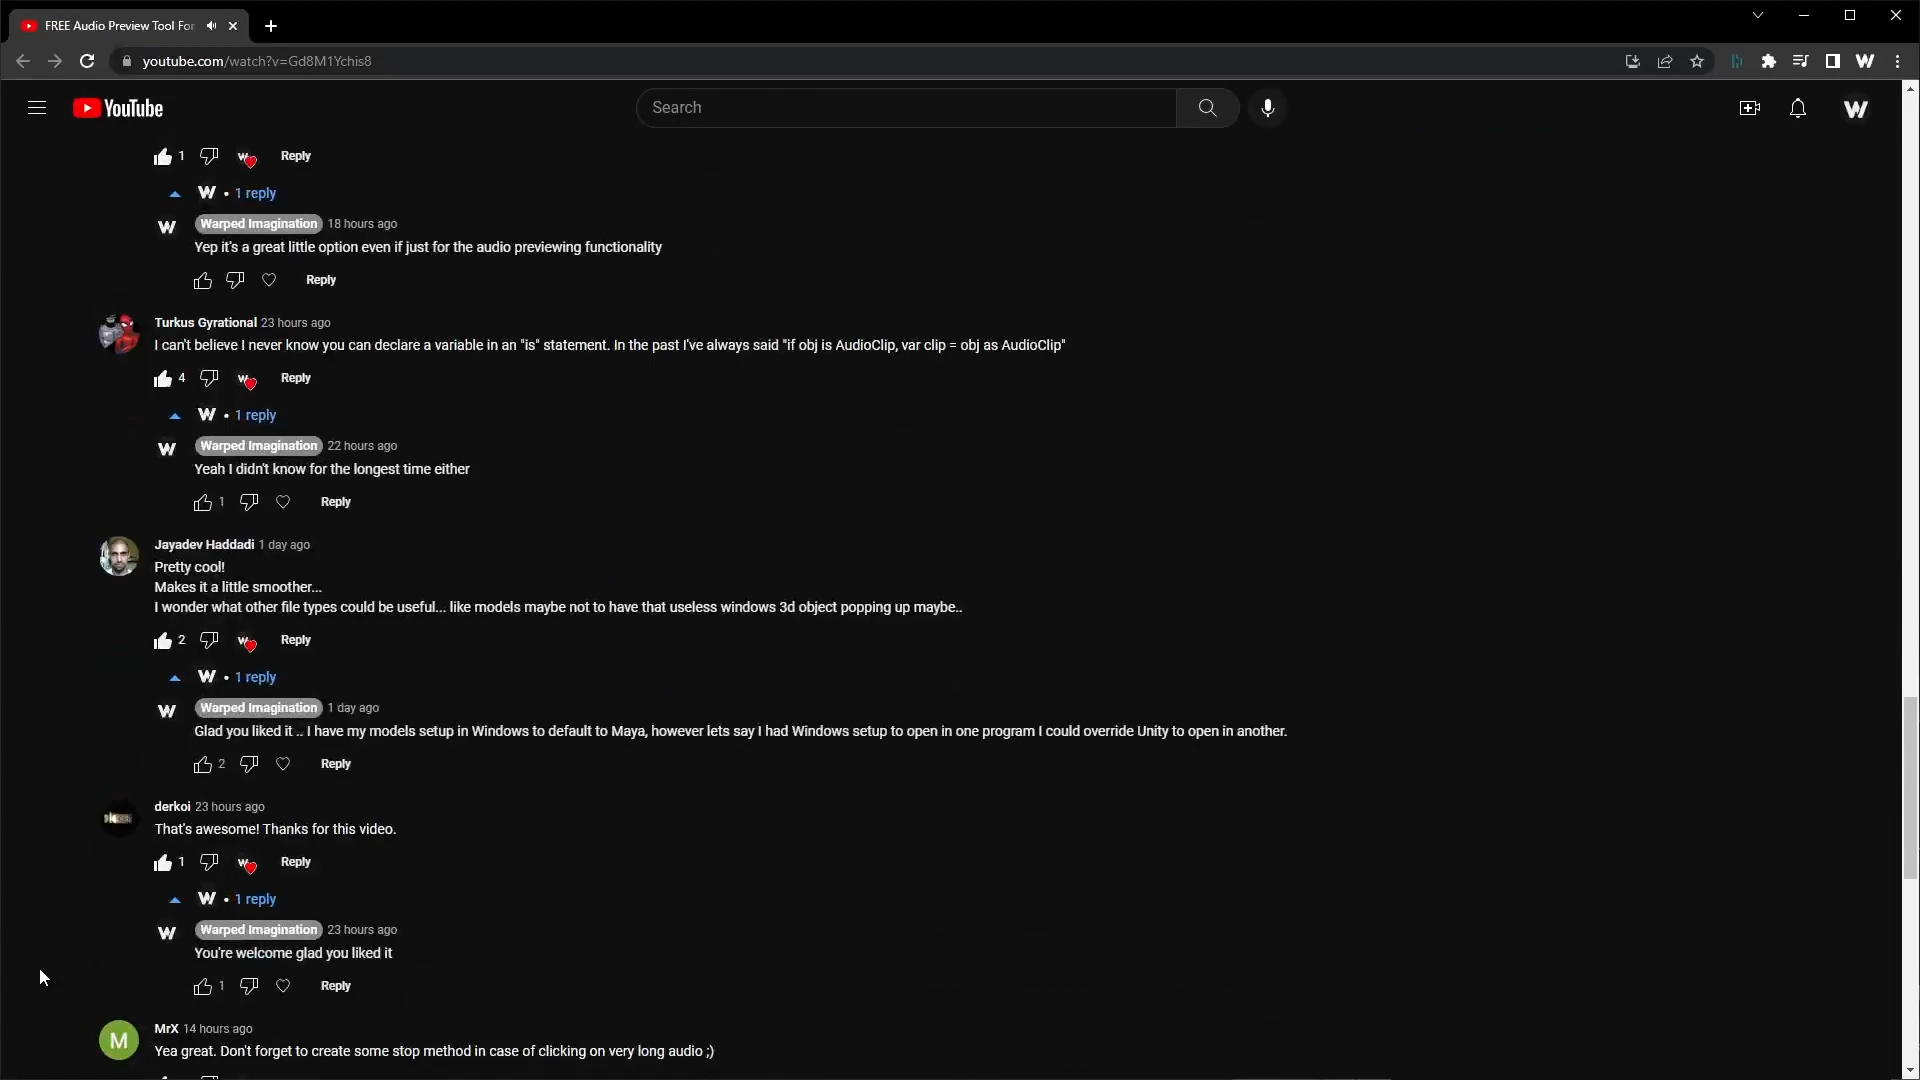 FREE Audio Preview Tool For
youtube.com/watch?v=Gd8M1Ychis8
W
YouTube
Search
W
1
Reply
W • 1 reply
W
Warped Imagination 18 hours ago
Yep it's a great little option even if just for the audio previewing functionality
Reply
Turkus Gyrational 23 hours ago
I can't believe I never know you can declare a variable in an "is" statement. In the past I've always said "if obj is AudioClip, var clip = obj as AudioClip"
4
Reply
W • 1 reply
W
Warped Imagination 22 hours ago
Yeah I didn't know for the longest time either
1
Reply
Jayadev Haddadi 1 day ago
Pretty cool!
Makes it a little smoother...
I wonder what other file types could be useful... like models maybe not to have that useless windows 3d object popping up maybe..
2
Reply
W • 1 reply
W
Warped Imagination 1 day ago
Glad you liked it .. I have my models setup in Windows to default to Maya, however lets say I had Windows setup to open in one program I could override Unity to open in another.
2
Reply
derkoi 23 hours ago
That's awesome! Thanks for this video.
1
Reply
W • 1 reply
W
Warped Imagination 23 hours ago
You're welcome glad you liked it
1
Reply
M
MrX 14 hours ago
Yea great. Don't forget to create some stop method in case of clicking on very long audio ;)